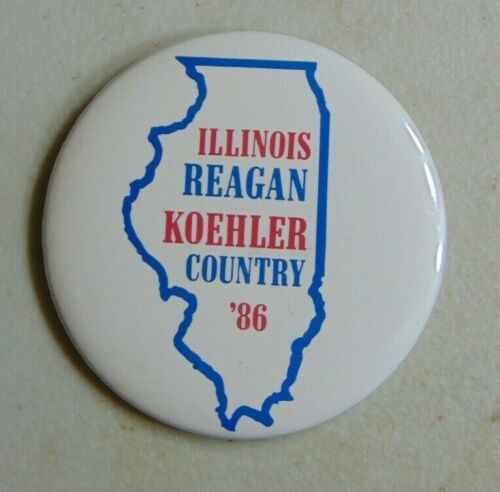 ILLINOIS
REAGAN
KOEHLER
COUNTRY
'86